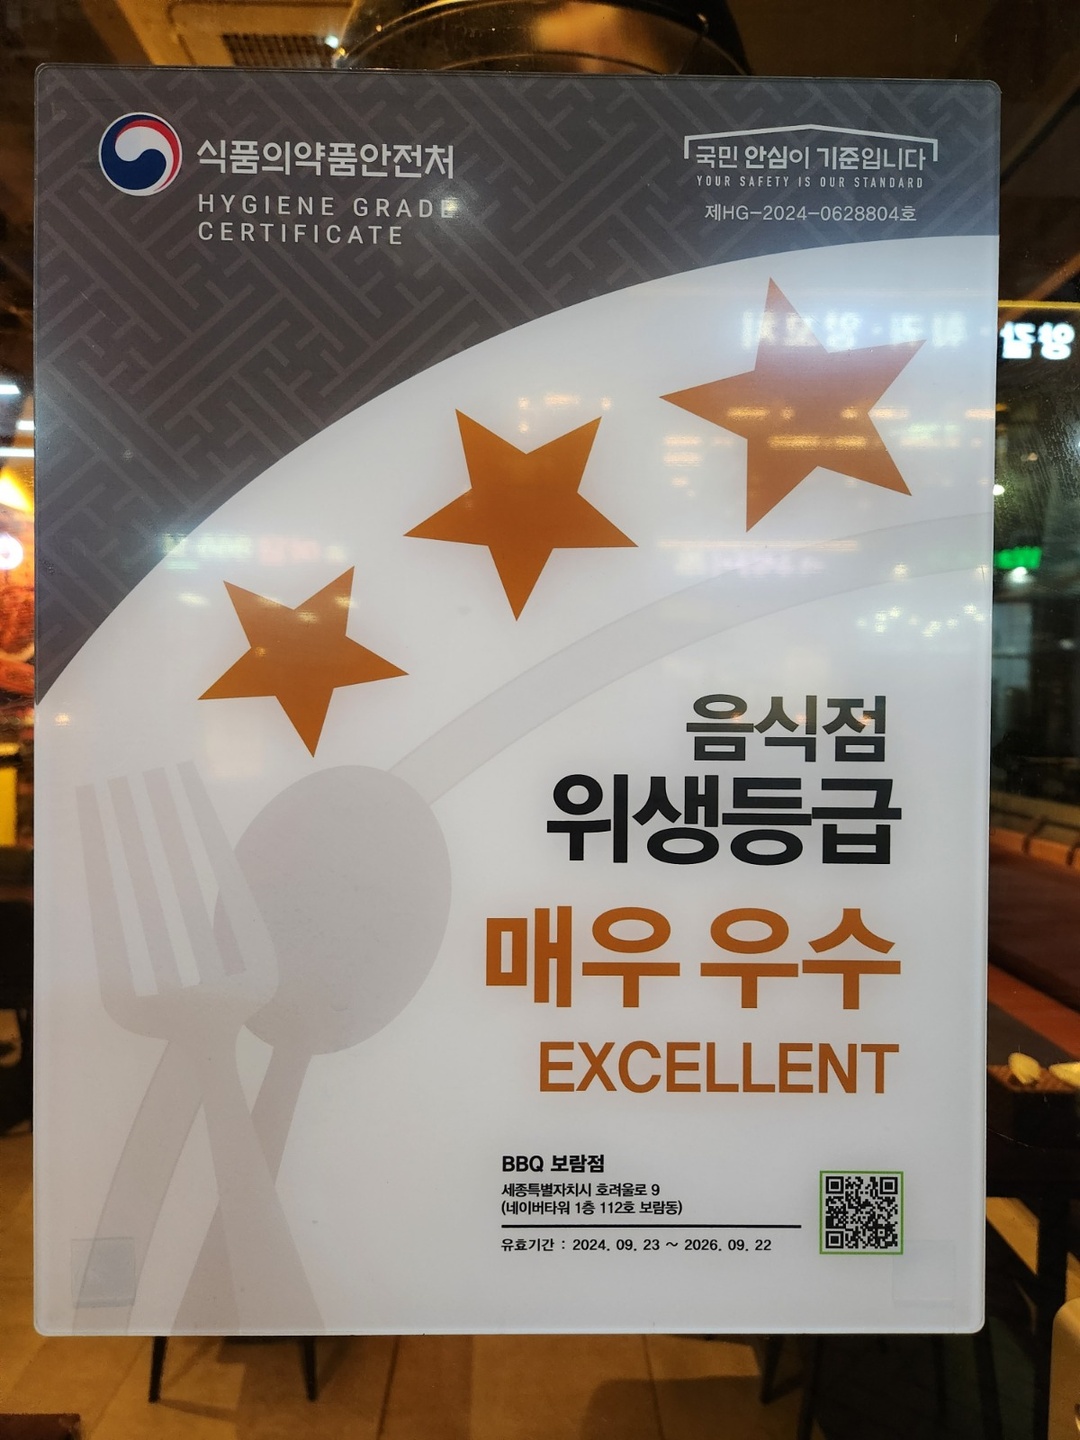 식품의약품안전처
HYGIENE GRADE
CERTIFICATE
국민 안심이 기준입니다
YOUR SAFETY IS OUR STANDARD
제HG-2024-0628804호
음식점
위생등급
매우 우수
EXCELLENT
BBQ 보람점
세종특별자치시 호려울로 9
(네이버타워 1층 112호 보람동)
유효기간 : 2024. 09. 23 ~ 2026. 09. 22